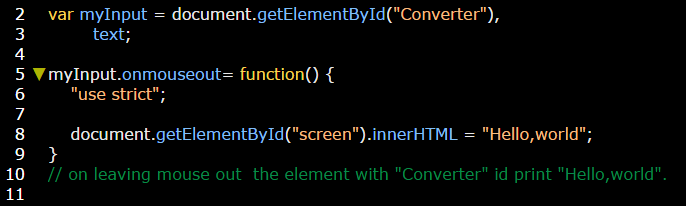 2 var myInput = document.getElementById("Converter"),
3 text;
4
5 myInput.onmouseout= function() {
6 "use strict";
7
8 document.getElementById("screen").innerHTML = "Hello,world";
9 }
10 // on leaving mouse out  the element with "Converter" id print "Hello,world".
11